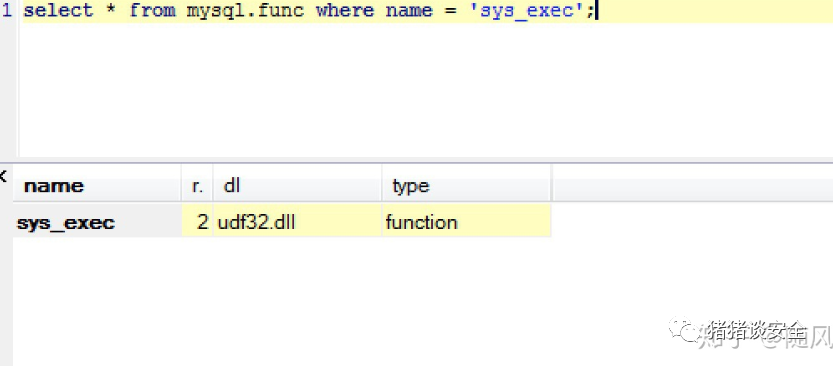 1 select * from mysql.func where name = 'sys_exec';
name r. dl type
sys_exec 2 udf32.dll function
猪猪谈安全
知乎 @随风